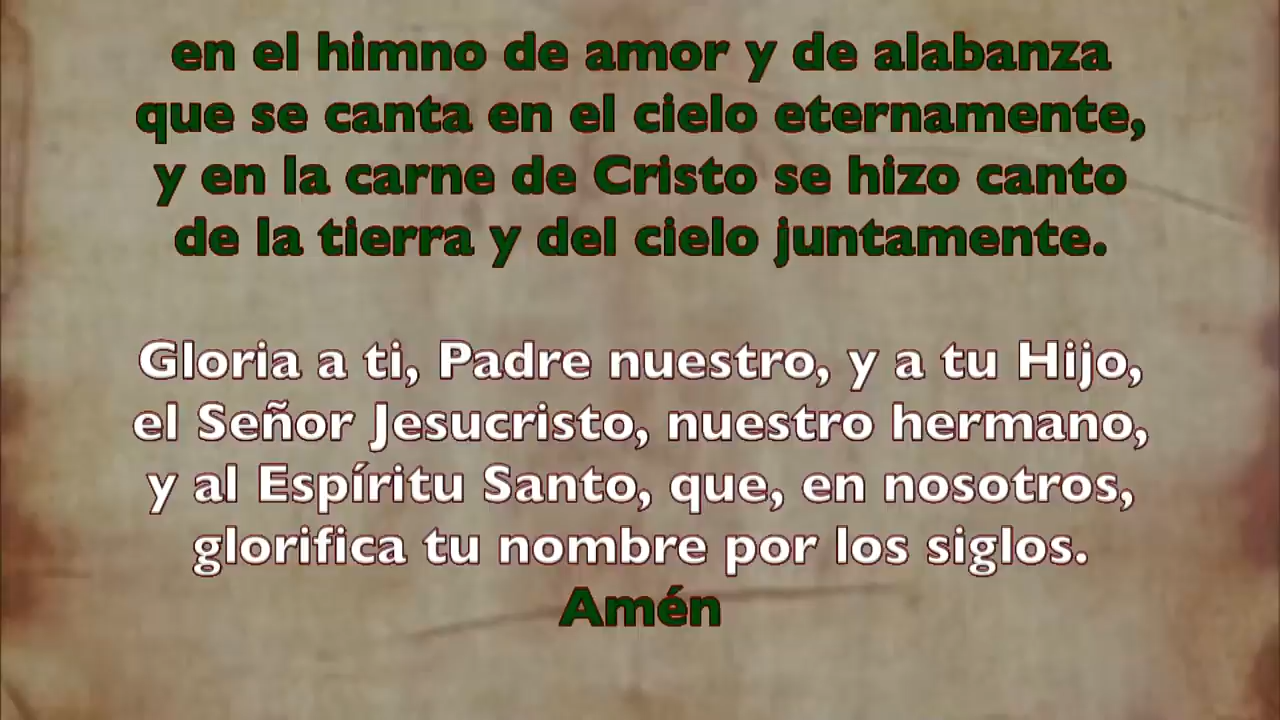 en el himno de amor y de alabanza
que se canta en el cielo eternamente,
y en la carne de Cristo se hizo canto
de la tierra y del cielo juntamente.
Gloria a ti, Padre nuestro, y a tu Hijo,
el Señor Jesucristo, nuestro hermano,
y al Espíritu Santo, que, en nosotros,
glorifica tu nombre por los siglos.
Amén